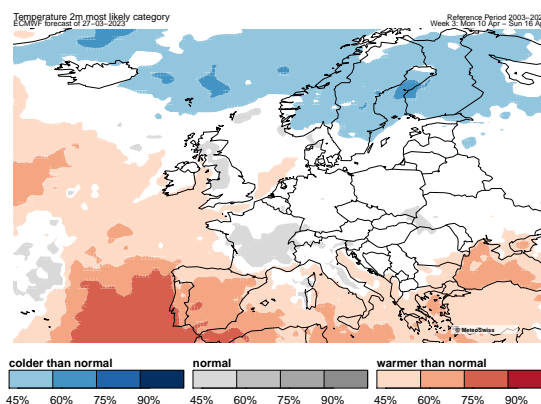 Temperature 2m most likely category
ECMWF forecast of 27-03-2023
Reference Period 2003-202
Week 3: Mon 10 Apr - Sun 16 Ap
© MeteoSwiss
colder than normal
normal
warmer than normal
45% 60% 75% 90%
45% 60% 75% 90%
45% 60% 75% 90%